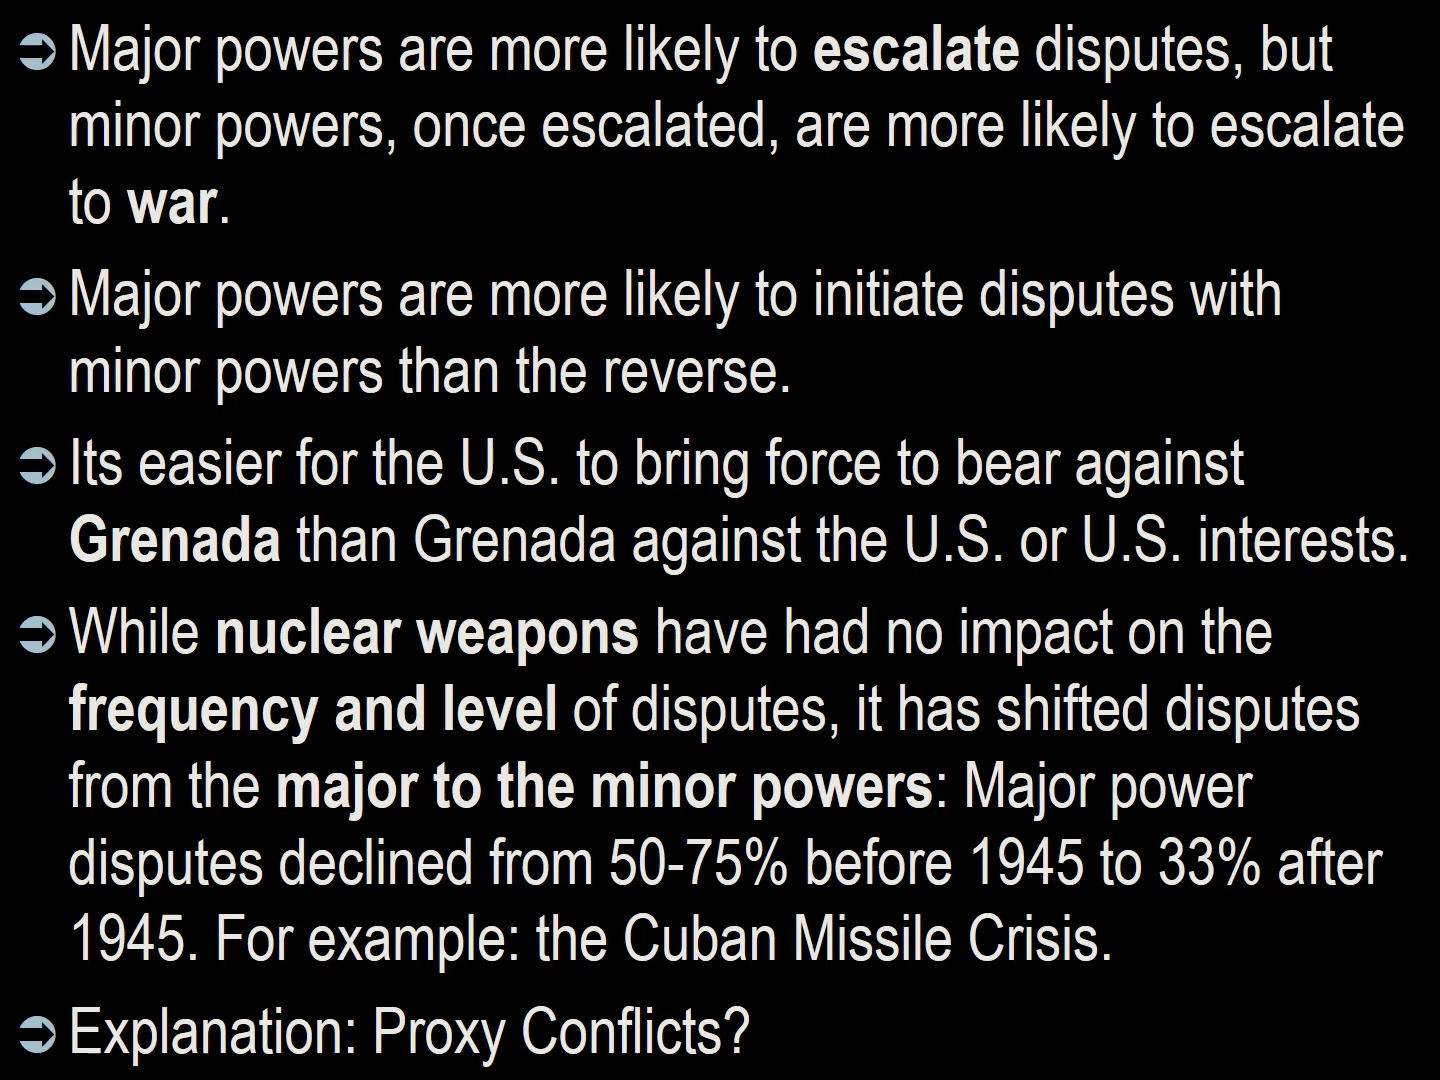 Major powers are more likely to escalate disputes, but
minor powers, once escalated, are more likely to escalate
to war.
Major powers are more likely to initiate disputes with
minor powers than the reverse.
Its easier for the U.S. to bring force to bear against
Grenada than Grenada against the U.S. or U.S. interests.
While nuclear weapons have had no impact on the
frequency and level of disputes, it has shifted disputes
from the major to the minor powers: Major power
disputes declined from 50-75% before 1945 to 33% after
1945. For example: the Cuban Missile Crisis.
Explanation: Proxy Conflicts?